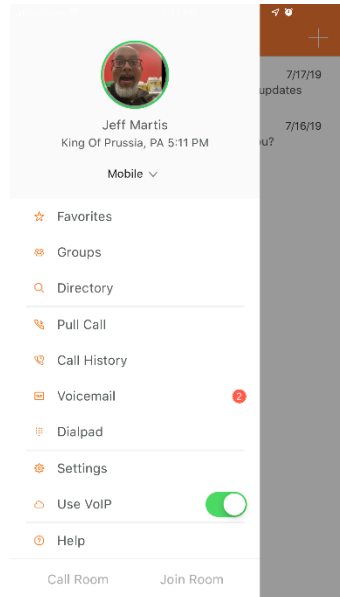 7/17/19
updates
7/16/19
ou?
Jeff Martis
King Of Prussia, PA 5:11 PM
Mobile
Favorites
Groups
Directory
Pull Call
Call History
Voicemail 2
Dialpad
Settings
Use VoIP
Help
Call Room Join Room